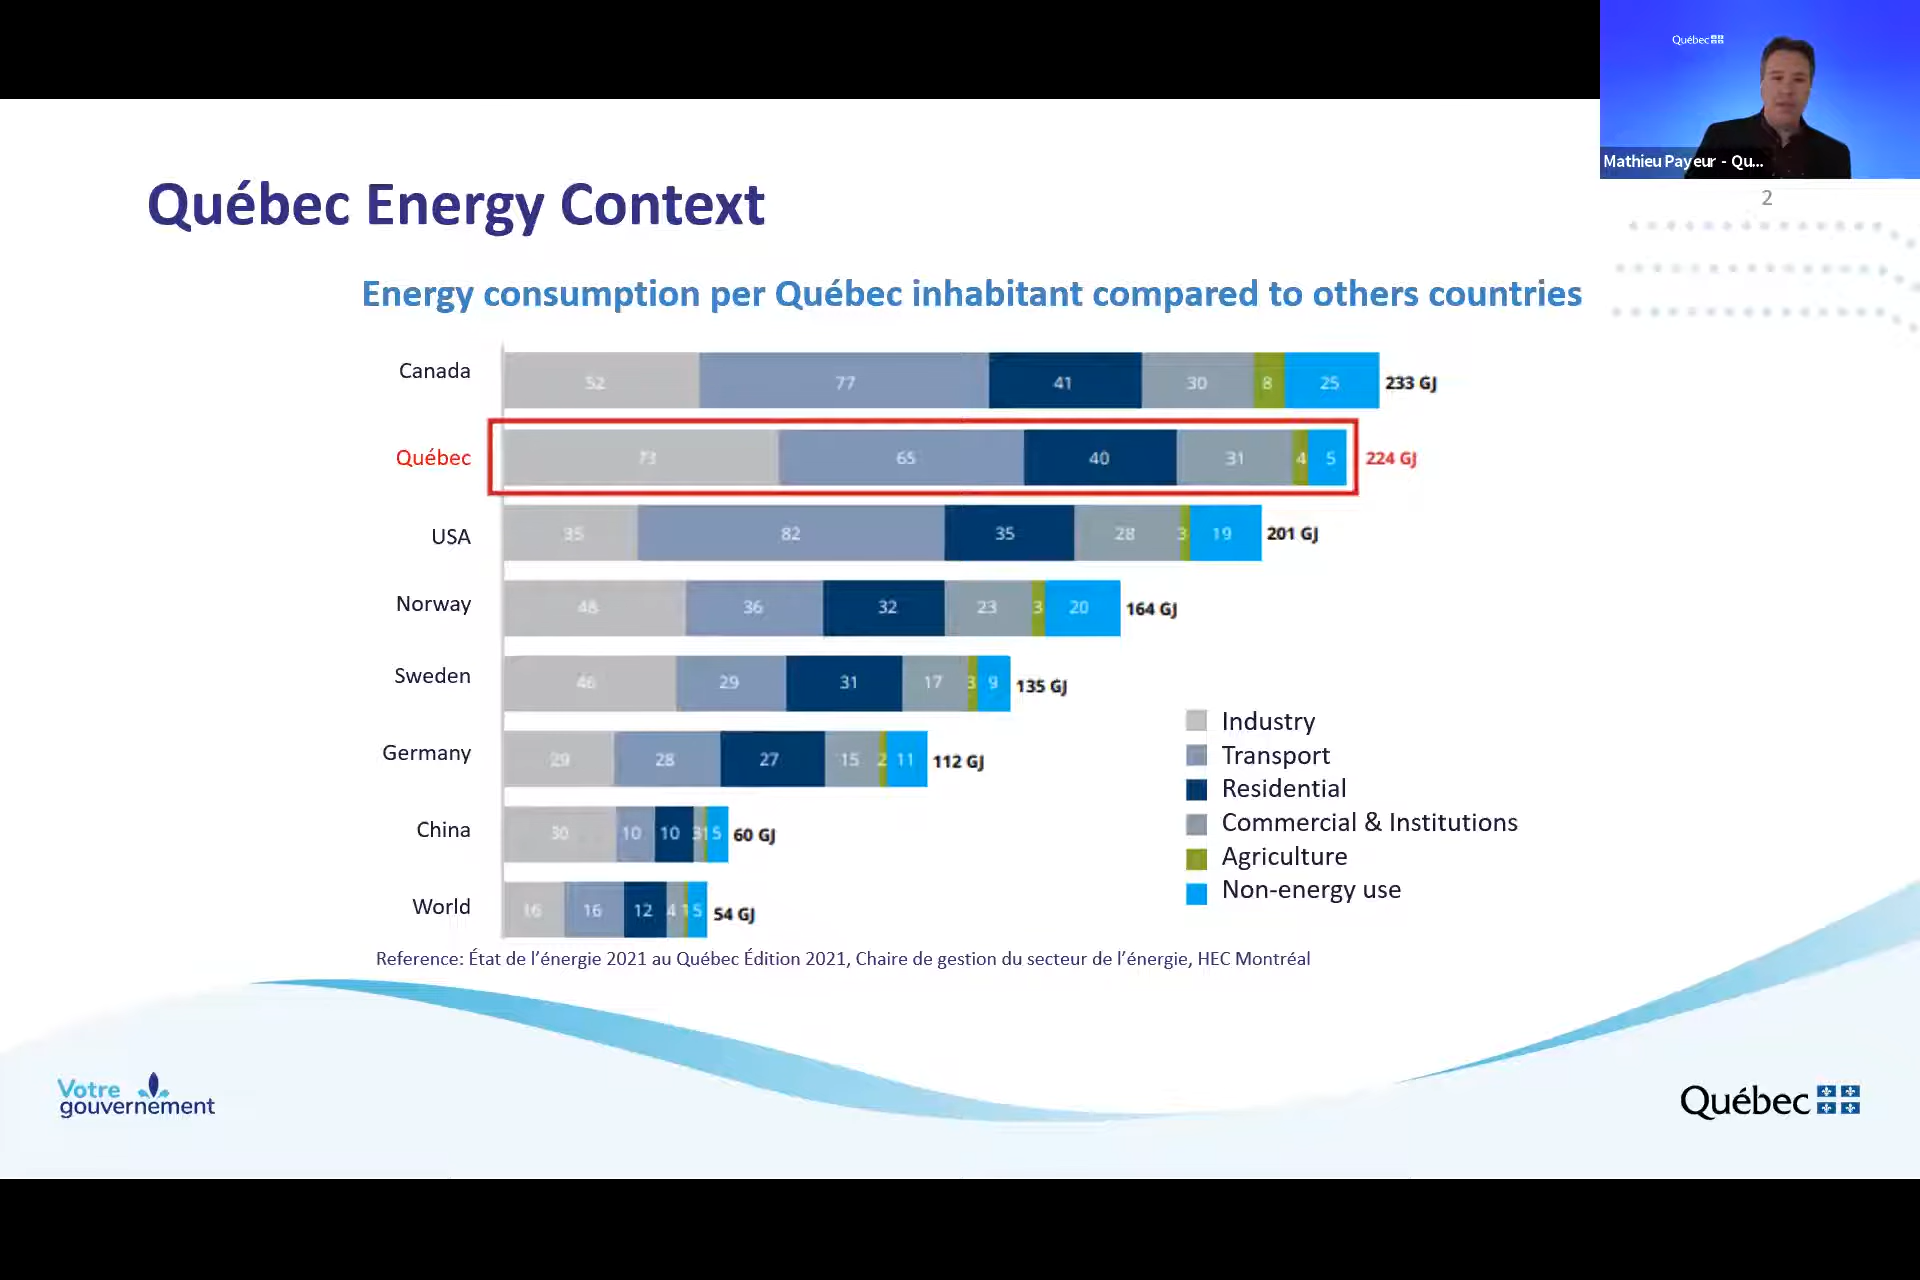 Québec
Mathieu Payeur - Qu...
2
Québec Energy Context
Energy consumption per Québec inhabitant compared to others countries
Canada 52 77 41 30 8 25 233 GJ
Québec 73 65 40 31 4 5 224 GJ
USA 35 82 35 28 3 19 201 GJ
Norway 48 36 32 23 3 20 164 GJ
Sweden 46 29 31 17 3 9 135 GJ
Germany 29 28 27 15 2 11 112 GJ
China 30 10 10 3 1 5 60 GJ
World 16 16 12 4 1 5 54 GJ
Industry
Transport
Residential
Commercial & Institutions
Agriculture
Non-energy use
Reference: État de l'énergie 2021 au Québec Édition 2021, Chaire de gestion du secteur de l'énergie, HEC Montréal
Votre
gouvernement
Québec